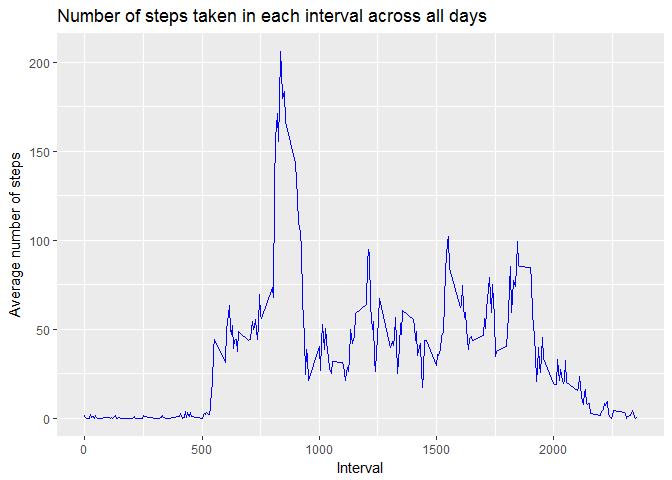 Number of steps taken in each interval across all days
Average number of steps
200
150
100
50
0
0 500 1000 1500 2000
Interval